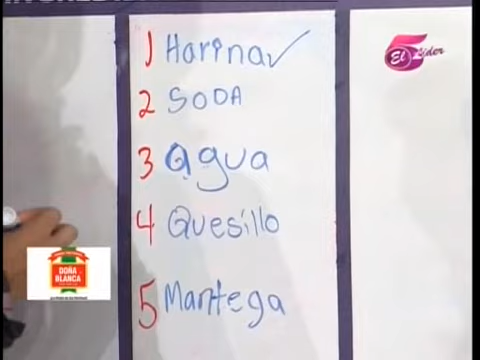 1 Harina✓
2 SODA
3 Agua
4 Quesillo
5 Mantega
5 El Líder
DOÑA BLANCA